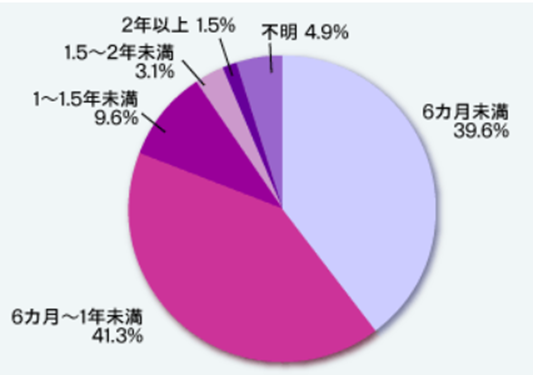 2年以上 1.5%
不明 4.9%
1.5〜2年未満
3.1%
1〜1.5年未満
9.6%
6カ月未満
39.6%
6カ月〜1年未満
41.3%